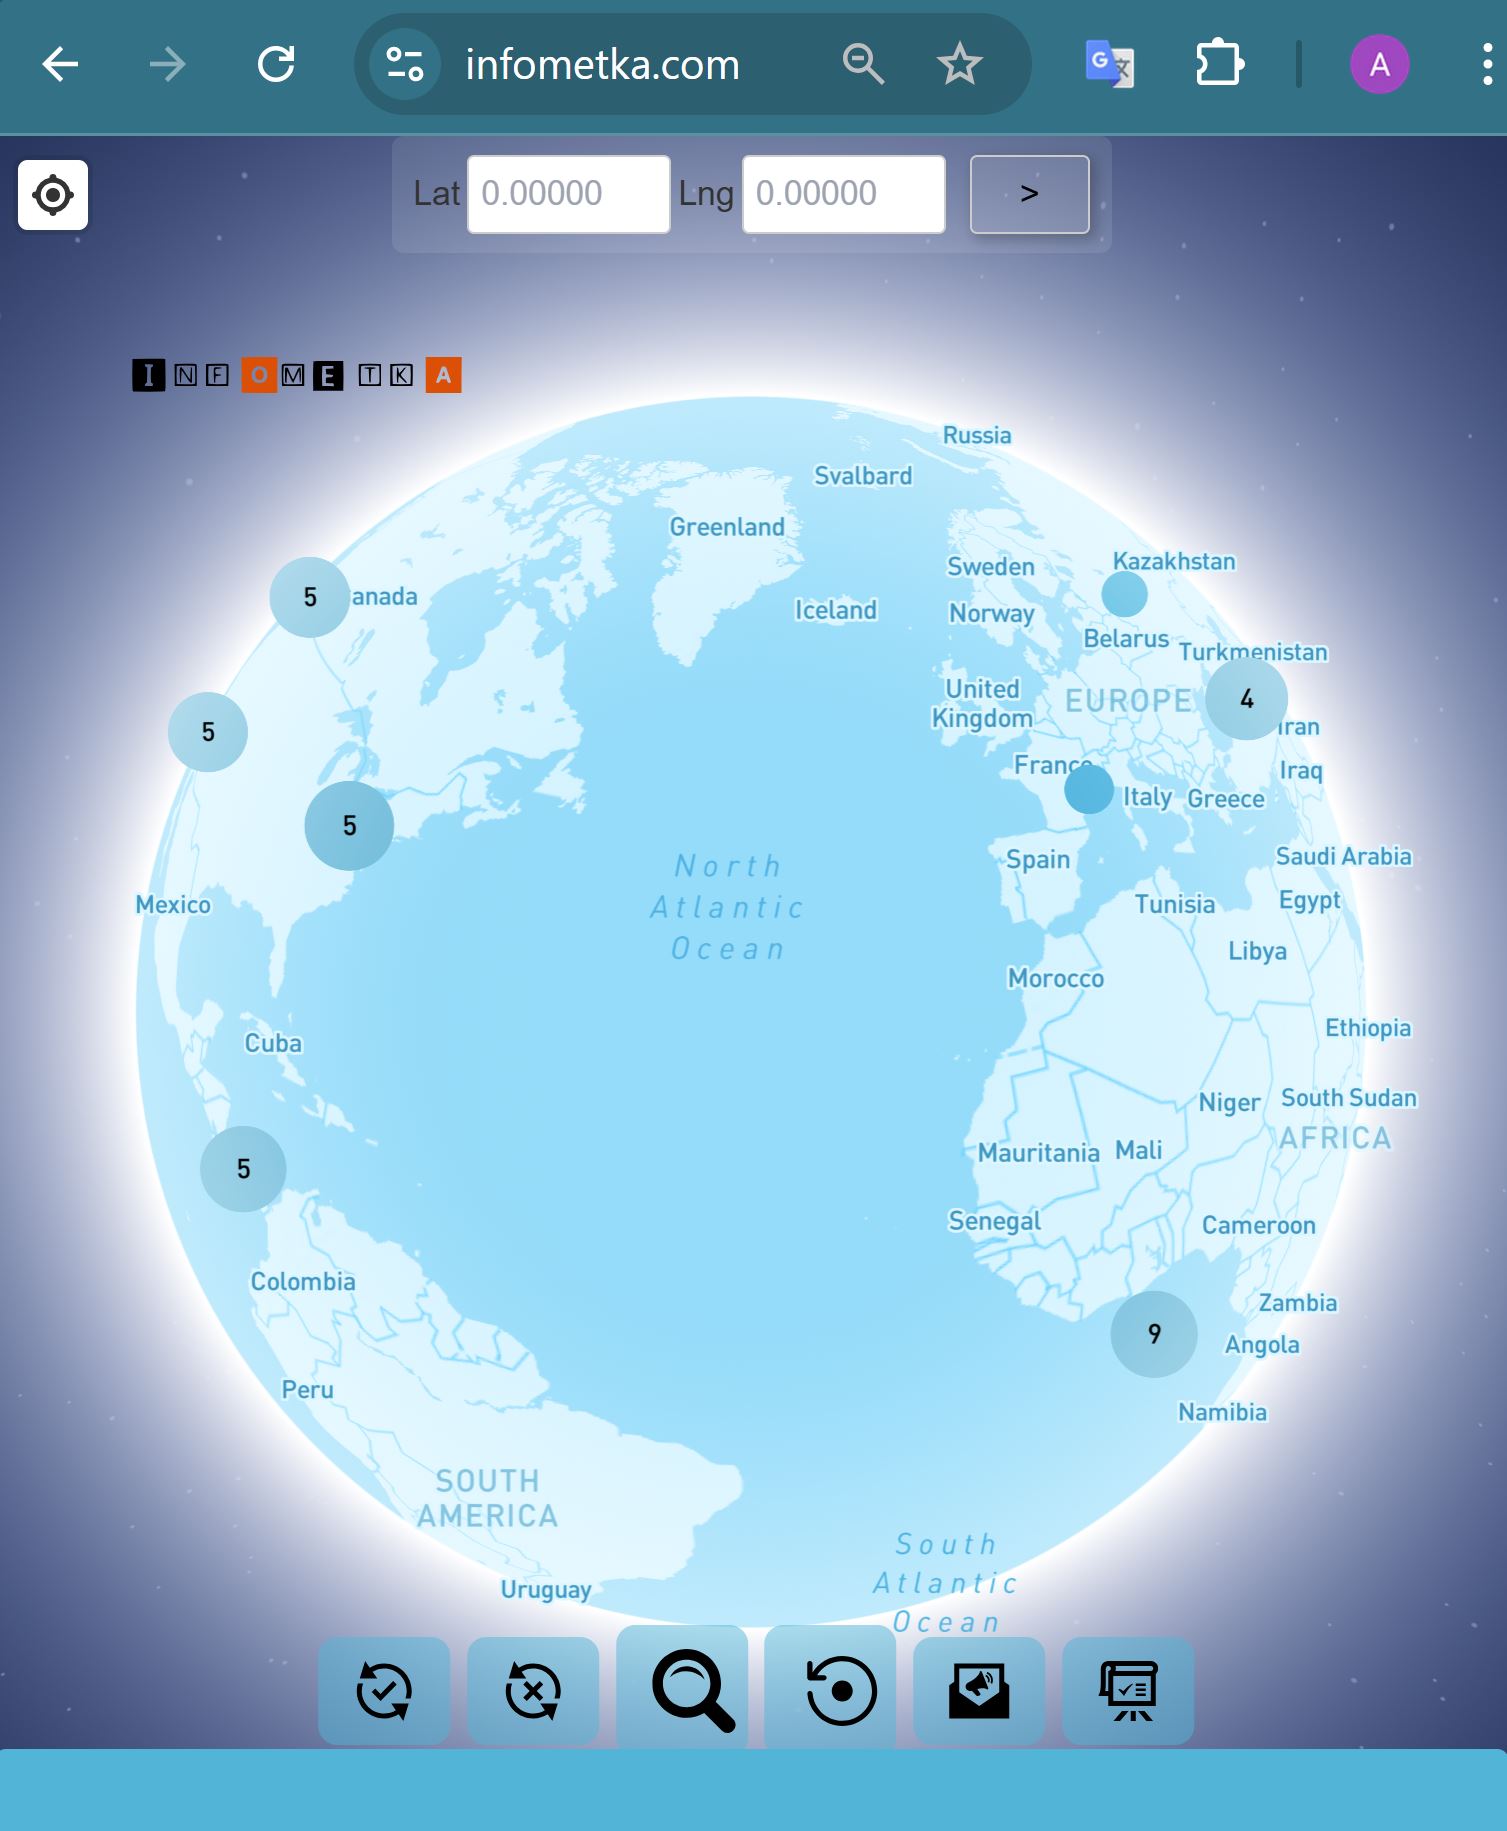 infometka.com
A
Lat 0.00000 Lng 0.00000 >
INFOMETKA
Russia
Svalbard
Greenland
Kazakhstan
Sweden
5
anada
Iceland
Norway
Belarus
Turkmenistan
United
Kingdom
EUROPE
4
Iran
5
France
Iraq
Italy
Greece
5
Spain
Saudi Arabia
North
Atlantic
Ocean
Mexico
Tunisia
Egypt
Libya
Morocco
Cuba
Ethiopia
Niger
South Sudan
AFRICA
Mauritania
Mali
5
Senegal
Cameroon
Colombia
Zambia
9
Angola
Peru
Namibia
SOUTH
AMERICA
South
Atlantic
Ocean
Uruguay